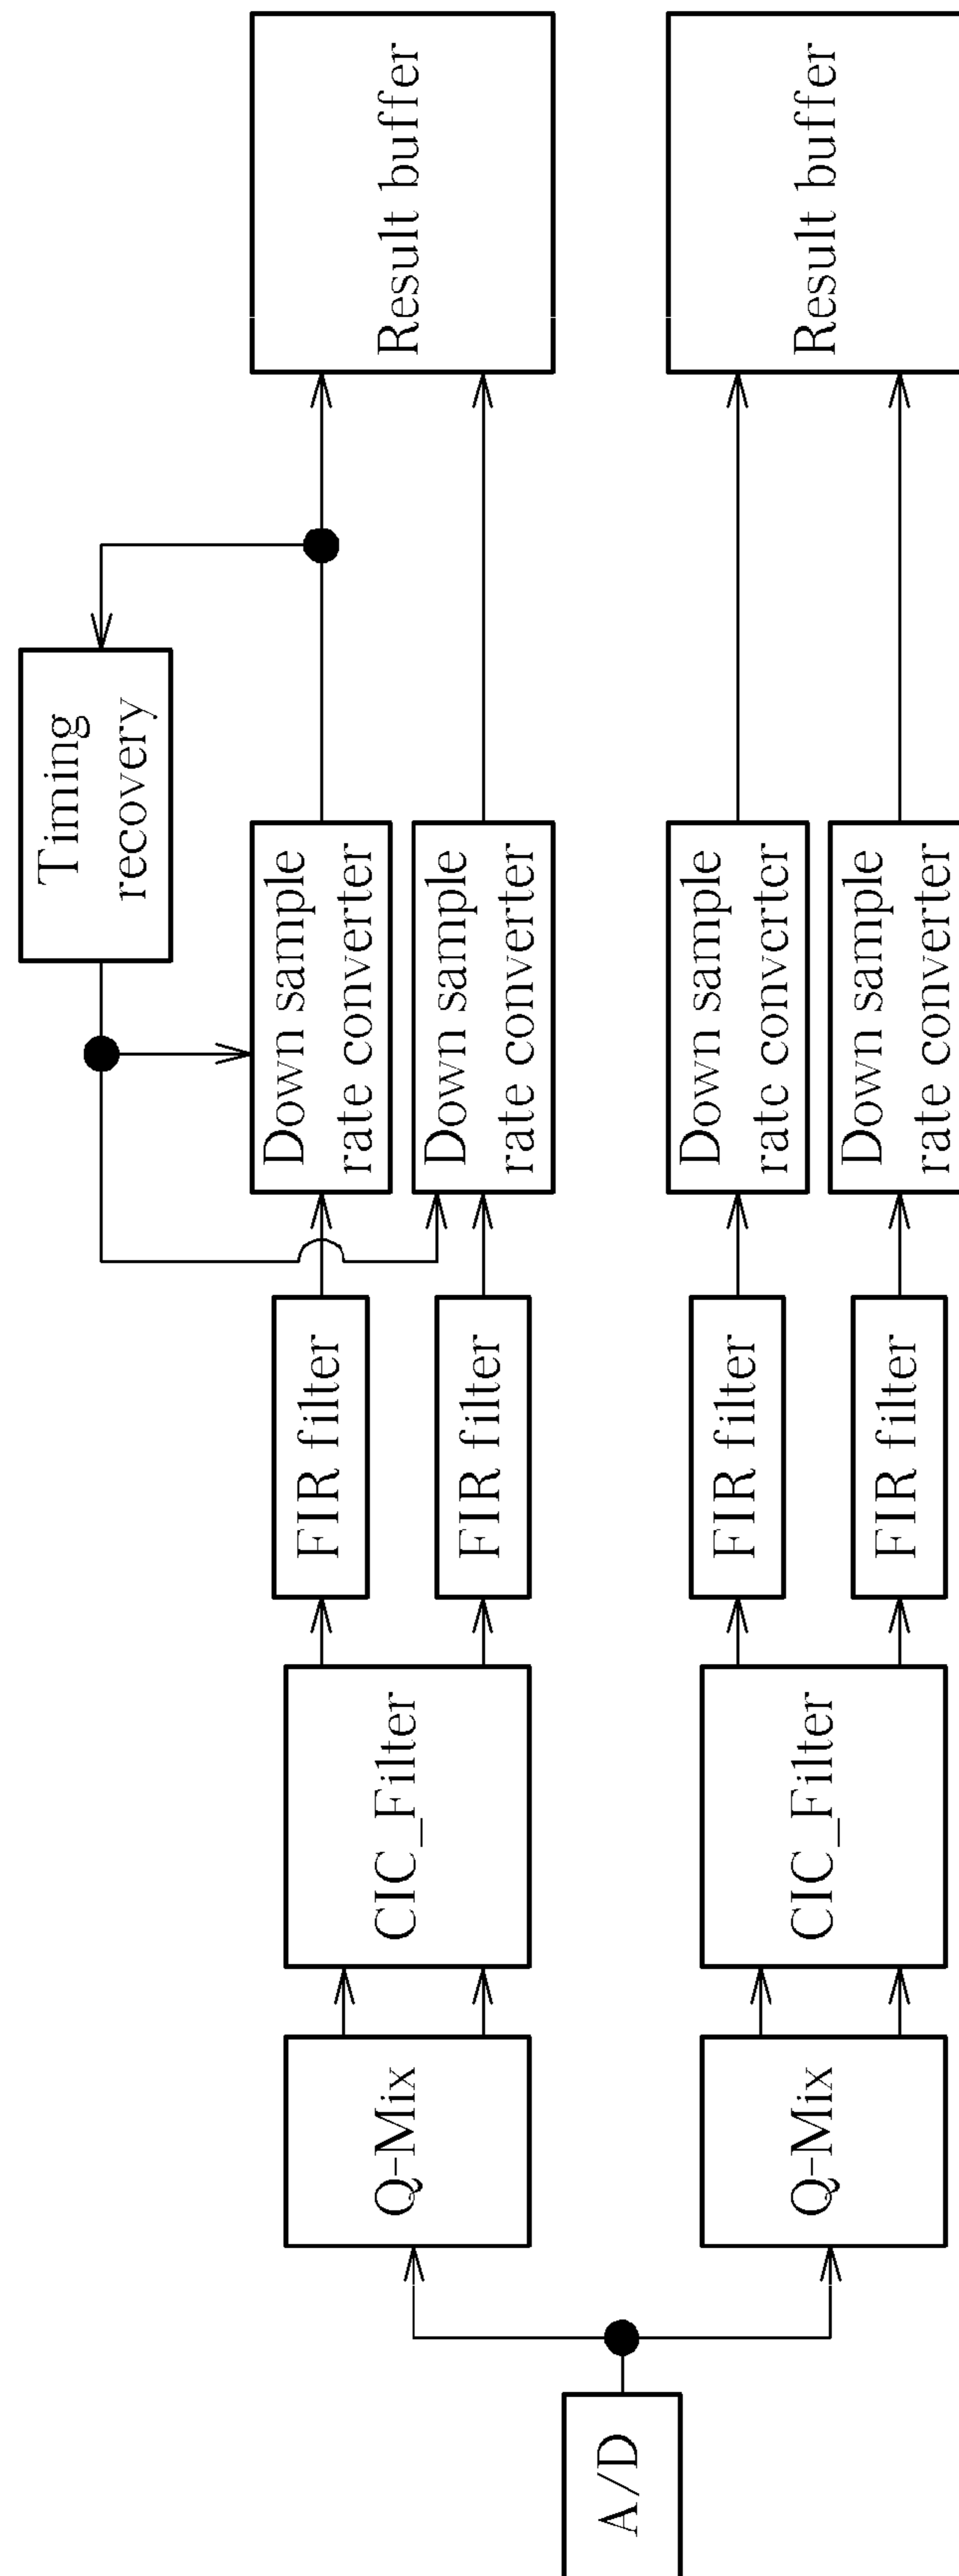 Timing
recovery
A/D
Q-Mix
CIC_Filter
FIR filter
FIR filter
Down sample
rate converter
Down sample
rate converter
Result buffer
Q-Mix
CIC_Filter
FIR filter
FIR filter
Down sample
rate converter
Down sample
rate converter
Result buffer